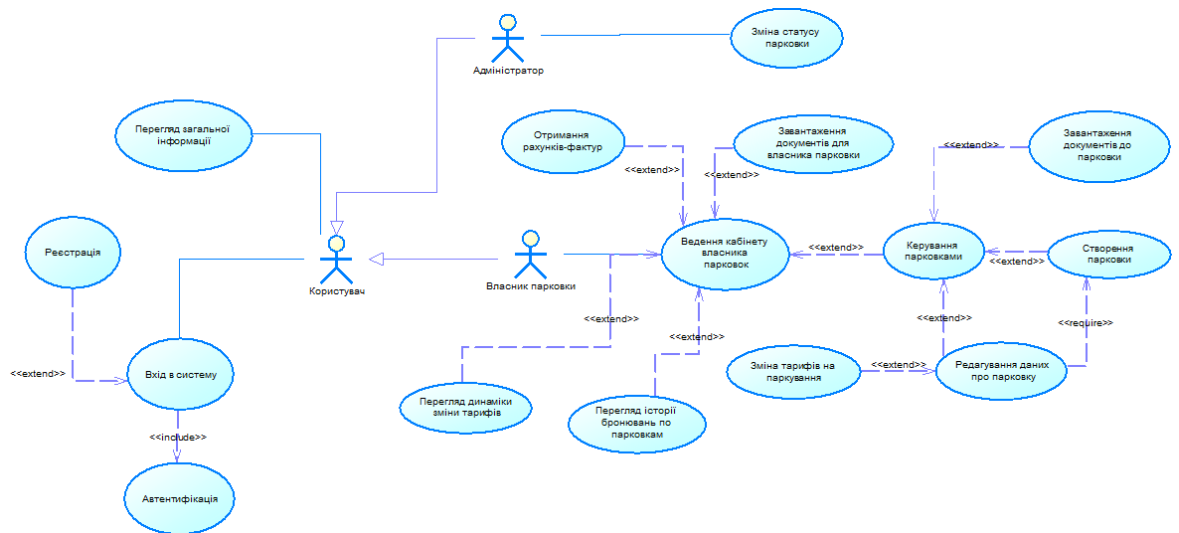 Зміна статусу
парковки
Адміністратор
Перегляд загальної
інформації
Отримання
рахунків-фактур
Завантаження
документів для
власника парковки
Завантаження
документів до
парковки
<<extend>>
<<extend>>
<<extend>>
Реєстрація
Користувач
Власник парковки
Ведення кабінету
власника
парковок
<<extend>>
Керування
парковками
<<extend>>
Створення
парковки
<<extend>>
<<extend>>
<<extend>>
<<require>>
<<extend>>
Вхід в систему
Зміна тарифів на
паркування
<<extend>>
Редагування даних
про парковку
Перегляд динаміки
зміни тарифів
Перегляд історії
бронювань по
парковкам
<<include>>
Автентифікація